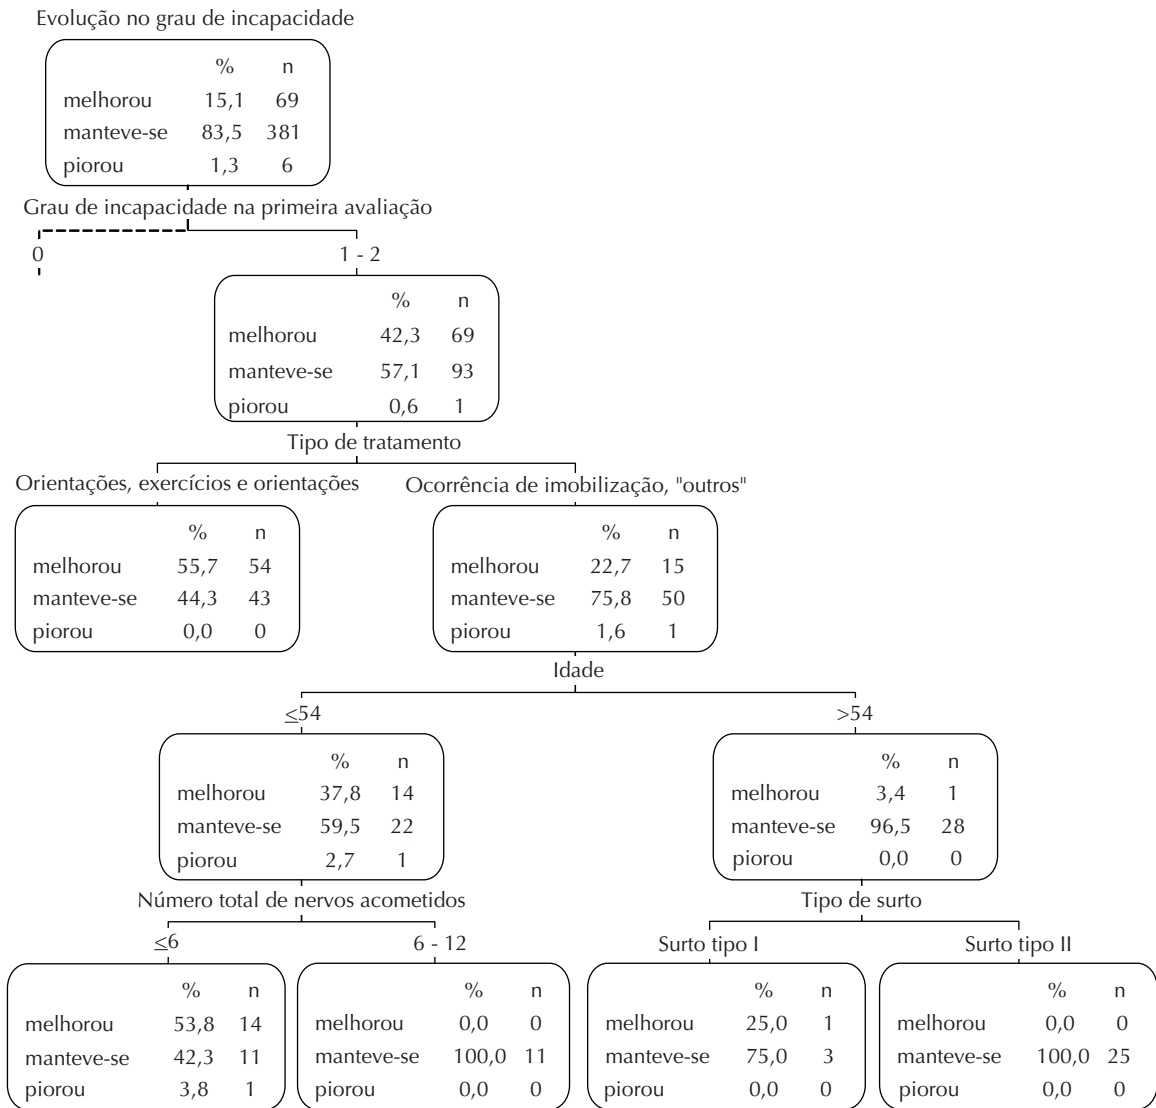 Evolução no grau de incapacidade
% n
melhorou 15,1 69
manteve-se 83,5 381
piorou 1,3 6
Grau de incapacidade na primeira avaliação
0 1 - 2
% n
melhorou 42,3 69
manteve-se 57,1 93
piorou 0,6 1
Tipo de tratamento
Orientações, exercícios e orientações Ocorrência de imobilização, "outros"
% n % n
melhorou 55,7 54 melhorou 22,7 15
manteve-se 44,3 43 manteve-se 75,8 50
piorou 0,0 0 piorou 1,6 1
Idade
≤54 >54
% n % n
melhorou 37,8 14 melhorou 3,4 1
manteve-se 59,5 22 manteve-se 96,5 28
piorou 2,7 1 piorou 0,0 0
Número total de nervos acometidos Tipo de surto
≤6 6 - 12 Surto tipo I Surto tipo II
% n % n % n % n
melhorou 53,8 14 melhorou 0,0 0 melhorou 25,0 1 melhorou 0,0 0
manteve-se 42,3 11 manteve-se 100,0 11 manteve-se 75,0 3 manteve-se 100,0 25
piorou 3,8 1 piorou 0,0 0 piorou 0,0 0 piorou 0,0 0